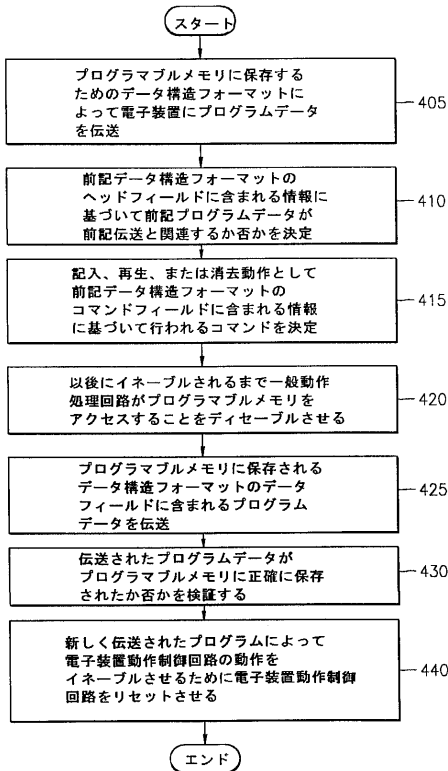 スタート
プログラマブルメモリに保存する
ためのデータ構造フォーマットに
よって電子装置にプログラムデータ
を伝送
405
前記データ構造フォーマットの
ヘッドフィールドに含まれる情報に
基づいて前記プログラムデータが
前記伝送と関連するか否かを決定
410
記入、再生、または消去動作として
前記データ構造フォーマットの
コマンドフィールドに含まれる情報
に基づいて行われるコマンドを決定
415
以後にイネーブルされるまで一般動作
処理回路がプログラマブルメモリを
アクセスすることをディセーブルさせる
420
プログラマブルメモリに保存される
データ構造フォーマットのデータ
フィールドに含まれるプログラム
データを伝送
425
伝送されたプログラムデータが
プログラマブルメモリに正確に保存
されたか否かを検証する
430
新しく伝送されたプログラムによって
電子装置動作制御回路の動作を
イネーブルさせるために電子装置動作制御
回路をリセットさせる
440
エンド